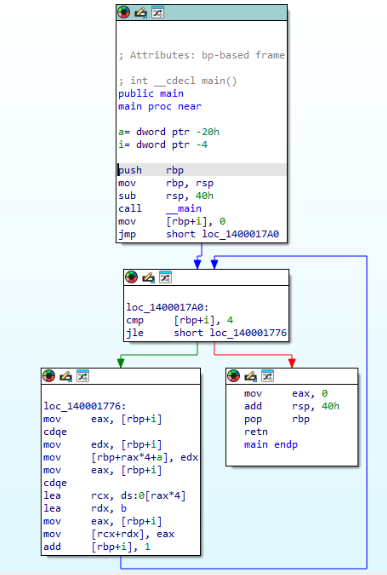 ; Attributes: bp-based frame
; int __cdecl main()
public main
main proc near
a= dword ptr -20h
i= dword ptr -4
push rbp
mov rbp, rsp
sub rsp, 40h
call __main
mov [rbp+i], 0
jmp short loc_1400017A0
loc_1400017A0:
cmp [rbp+i], 4
jle short loc_140001776
loc_140001776:
mov eax, [rbp+i]
cdqe
mov edx, [rbp+i]
mov [rbp+rax*4+a], edx
mov eax, [rbp+i]
cdqe
lea rcx, ds:0[rax*4]
lea rdx, b
mov eax, [rbp+i]
mov [rcx+rdx], eax
add [rbp+i], 1
mov eax, 0
add rsp, 40h
pop rbp
retn
main endp